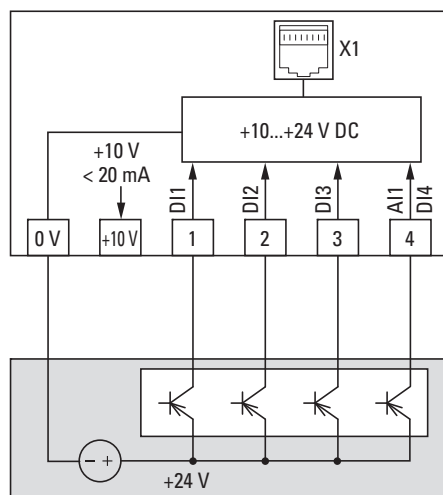 X1
+10...+24 V DC
+10 V
< 20 mA
DI1
DI2
DI3
AI1
DI4
0 V
+10 V
1
2
3
4
− +
+24 V